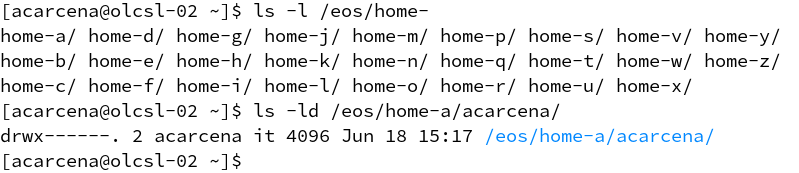 [acarcena@olcsl-02 ~]$ ls -l /eos/home-
home-a/ home-d/ home-g/ home-j/ home-m/ home-p/ home-s/ home-v/ home-y/
home-b/ home-e/ home-h/ home-k/ home-n/ home-q/ home-t/ home-w/ home-z/
home-c/ home-f/ home-i/ home-l/ home-o/ home-r/ home-u/ home-x/
[acarcena@olcsl-02 ~]$ ls -ld /eos/home-a/acarcena/
drwx------. 2 acarcena it 4096 Jun 18 15:17 /eos/home-a/acarcena/
[acarcena@olcsl-02 ~]$